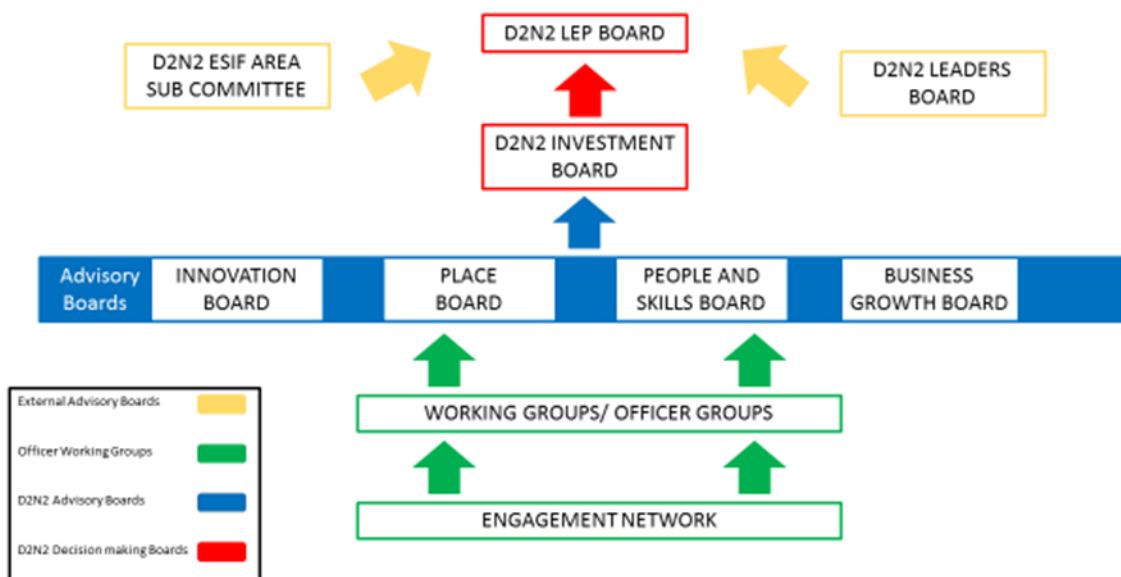 D2N2 LEP BOARD
D2N2 ESIF AREA
SUB COMMITTEE
D2N2 LEADERS
BOARD
D2N2 INVESTMENT
BOARD
Advisory
Boards
INNOVATION
BOARD
PLACE
BOARD
PEOPLE AND
SKILLS BOARD
BUSINESS
GROWTH BOARD
WORKING GROUPS/ OFFICER GROUPS
ENGAGEMENT NETWORK
External Advisory Boards
Officer Working Groups
D2N2 Advisory Boards
D2N2 Decision making Boards